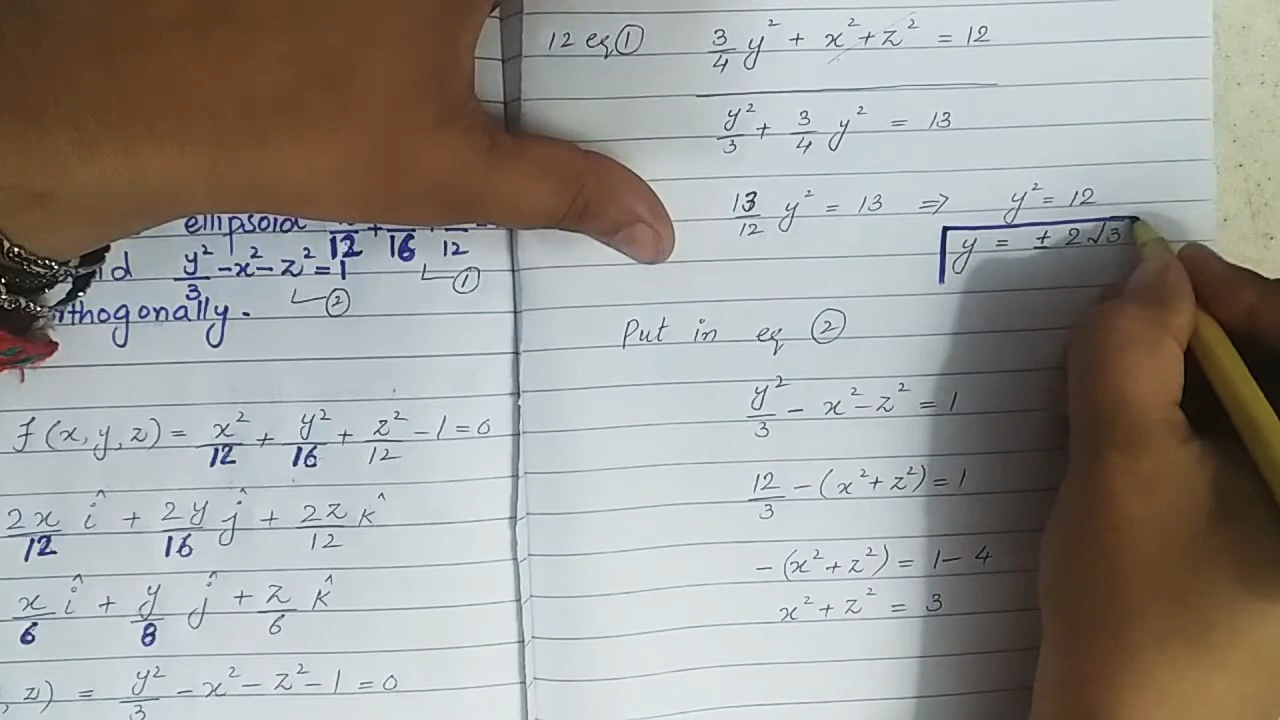 ellipsoid 12 + 16 12
d y²/3 - x² - z² = 1 ①
②
thogonally.
f(x, y, z) = x²/12 + y²/16 + z²/12 - 1 = 0
2x/12 î + 2y/16 ĵ + 2z/12 k̂
x/6 î + y/8 ĵ + z/6 k̂
, z) = y²/3 - x² - z² - 1 = 0
12 eq ① 3/4 y² + x² + z² = 12
y²/3 + 3/4 y² = 13
13/12 y² = 13 ⇒ y² = 12
y = ± 2√3
Put in eq ②
y²/3 - x² - z² = 1
12/3 - (x² + z²) = 1
- (x² + z²) = 1 - 4
x² + z² = 3